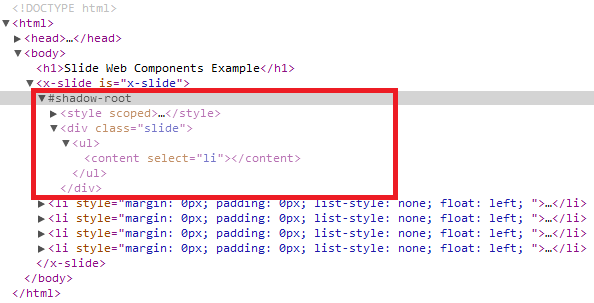 <!DOCTYPE html>
▼<html>
▶<head>…</head>
▼<body>
<h1>Slide Web Components Example</h1>
▼<x-slide is="x-slide">
▼#shadow-root
▶<style scoped>…</style>
▼<div class="slide">
▼<ul>
<content select="li"></content>
</ul>
</div>
▶<li style="margin: 0px; padding: 0px; list-style: none; float: left; ">…</li>
▶<li style="margin: 0px; padding: 0px; list-style: none; float: left; ">…</li>
▶<li style="margin: 0px; padding: 0px; list-style: none; float: left; ">…</li>
▶<li style="margin: 0px; padding: 0px; list-style: none; float: left; ">…</li>
</x-slide>
</body>
</html>